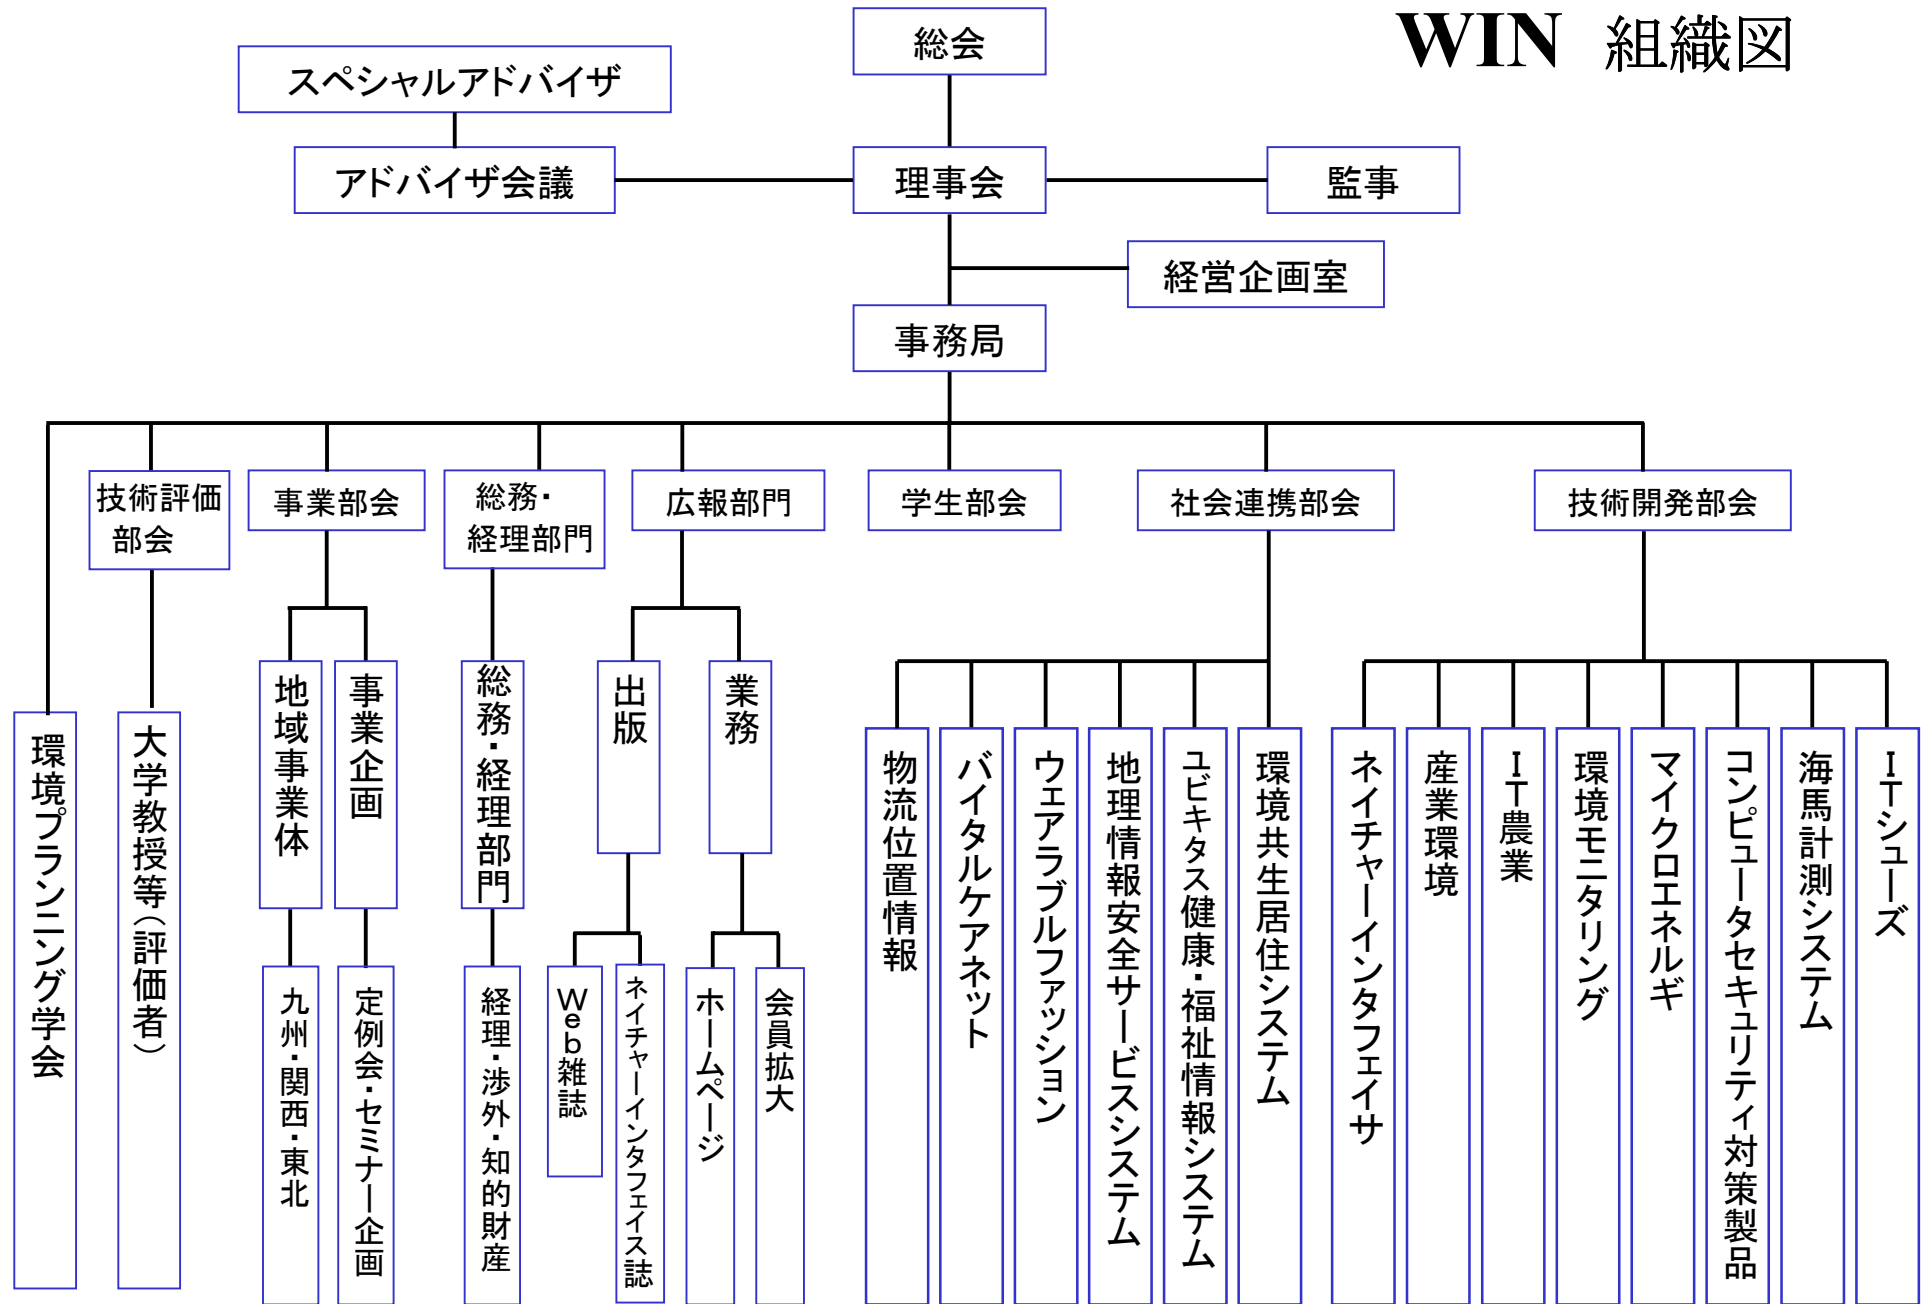 WIN 組織図
総会
スペシャルアドバイザ
アドバイザ会議
理事会
監事
経営企画室
事務局
技術評価
部会
事業部会
総務・
経理部門
広報部門
学生部会
社会連携部会
技術開発部会
環境プランニング学会
大学教授等（評価者）
地域事業体
事業企画
総務・経理部門
出版
業務
九州・関西・東北
定例会・セミナー企画
経理・渉外・知的財産
Web雑誌
ネイチャーインタフェイス誌
ホームページ
会員拡大
物流位置情報
バイタルケアネット
ウェアラブルファッション
地理情報安全サービスシステム
ユビキタス健康・福祉情報システム
環境共生居住システム
ネイチャーインタフェイサ
産業環境
IT農業
環境モニタリング
マイクロエネルギ
コンピュータセキュリティ対策製品
海馬計測システム
ITシューズ